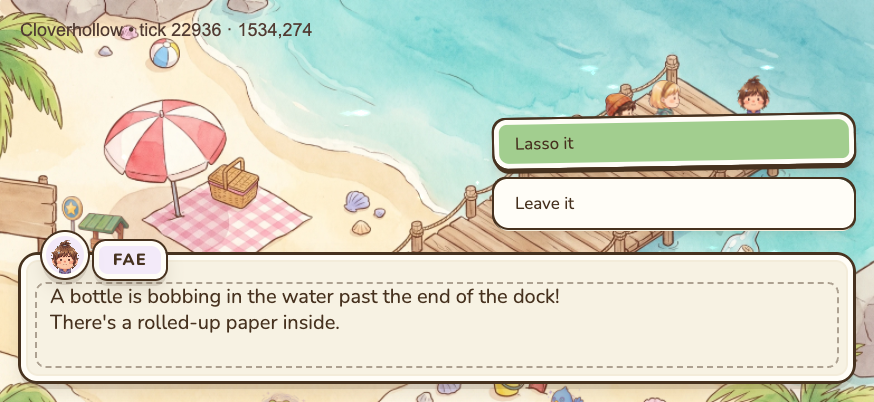 Cloverhollow • tick 22936 · 1534,274
Lasso it
Leave it
FAE
A bottle is bobbing in the water past the end of the dock!
There's a rolled-up paper inside.